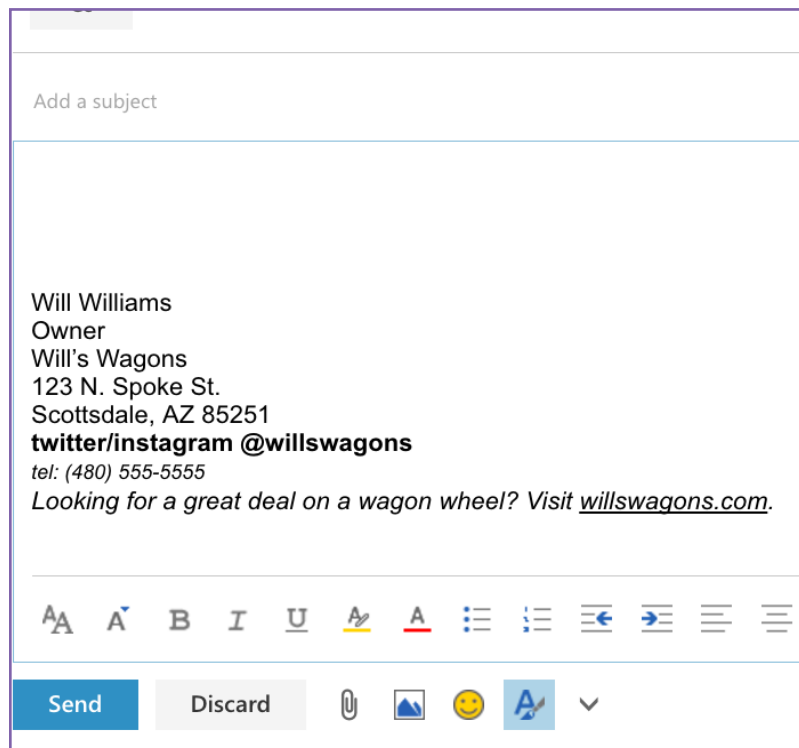 Add a subject
Will Williams
Owner
Will’s Wagons
123 N. Spoke St.
Scottsdale, AZ 85251
twitter/instagram @willswagons
tel: (480) 555-5555
Looking for a great deal on a wagon wheel? Visit willswagons.com.
Send Discard